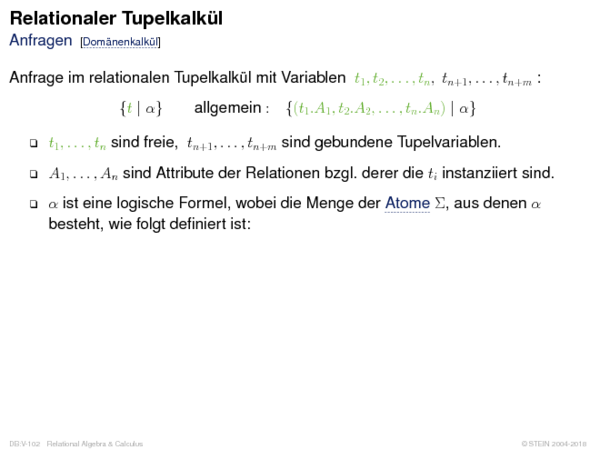 Relationaler Tupelkalkül
Anfragen [Domänenkalkül]
Anfrage im relationalen Tupelkalkül mit Variablen t₁, t₂, . . . , tₙ, tₙ₊₁, . . . , tₙ₊ₘ :
{t | α} allgemein : {(t₁.A₁, t₂.A₂, . . . , tₙ.Aₙ) | α}
❑ t₁, . . . , tₙ sind freie, tₙ₊₁, . . . , tₙ₊ₘ sind gebundene Tupelvariablen.
❑ A₁, . . . , Aₙ sind Attribute der Relationen bzgl. derer die tᵢ instanziiert sind.
❑ α ist eine logische Formel, wobei die Menge der Atome Σ, aus denen α
besteht, wie folgt definiert ist:
DB:V-102 Relational Algebra & Calculus © STEIN 2004-2018